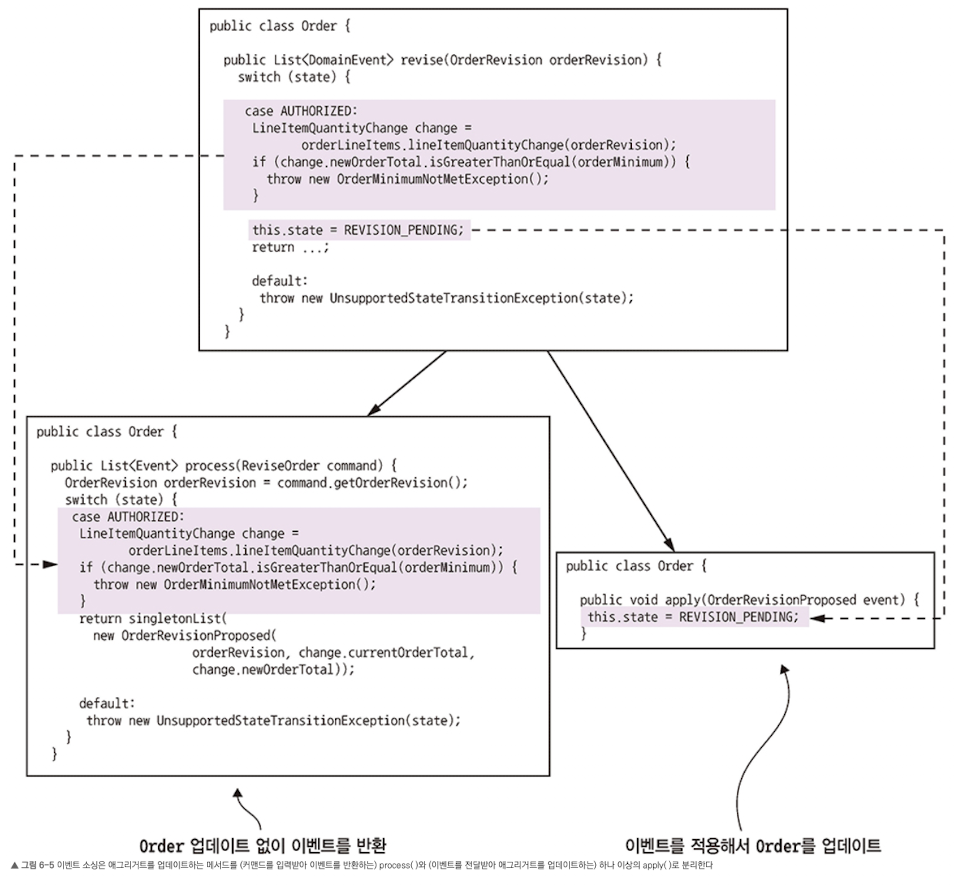 public class Order {
public List<DomainEvent> revise(OrderRevision orderRevision) {
switch (state) {
case AUTHORIZED:
LineItemQuantityChange change =
orderLineItems.lineItemQuantityChange(orderRevision);
if (change.newOrderTotal.isGreaterThanOrEqual(orderMinimum)) {
throw new OrderMinimumNotMetException();
}
this.state = REVISION_PENDING;
return ...;
default:
throw new UnsupportedStateTransitionException(state);
}
}
public class Order {
public List<Event> process(ReviseOrder command) {
OrderRevision orderRevision = command.getOrderRevision();
switch (state) {
case AUTHORIZED:
LineItemQuantityChange change =
orderLineItems.lineItemQuantityChange(orderRevision);
if (change.newOrderTotal.isGreaterThanOrEqual(orderMinimum)) {
throw new OrderMinimumNotMetException();
}
return singletonList(
new OrderRevisionProposed(
orderRevision, change.currentOrderTotal,
change.newOrderTotal));
default:
throw new UnsupportedStateTransitionException(state);
}
}
public class Order {
public void apply(OrderRevisionProposed event) {
this.state = REVISION_PENDING;
}
Order 업데이트 없이 이벤트를 반환
이벤트를 적용해서 Order를 업데이트
▲ 그림 6-5 이벤트 소싱은 애그리거트를 업데이트하는 메서드를 (커맨드를 입력받아 이벤트를 반환하는) process( )와 (이벤트를 전달받아 애그리거트를 업데이트하는) 하나 이상의 apply( )로 분리한다